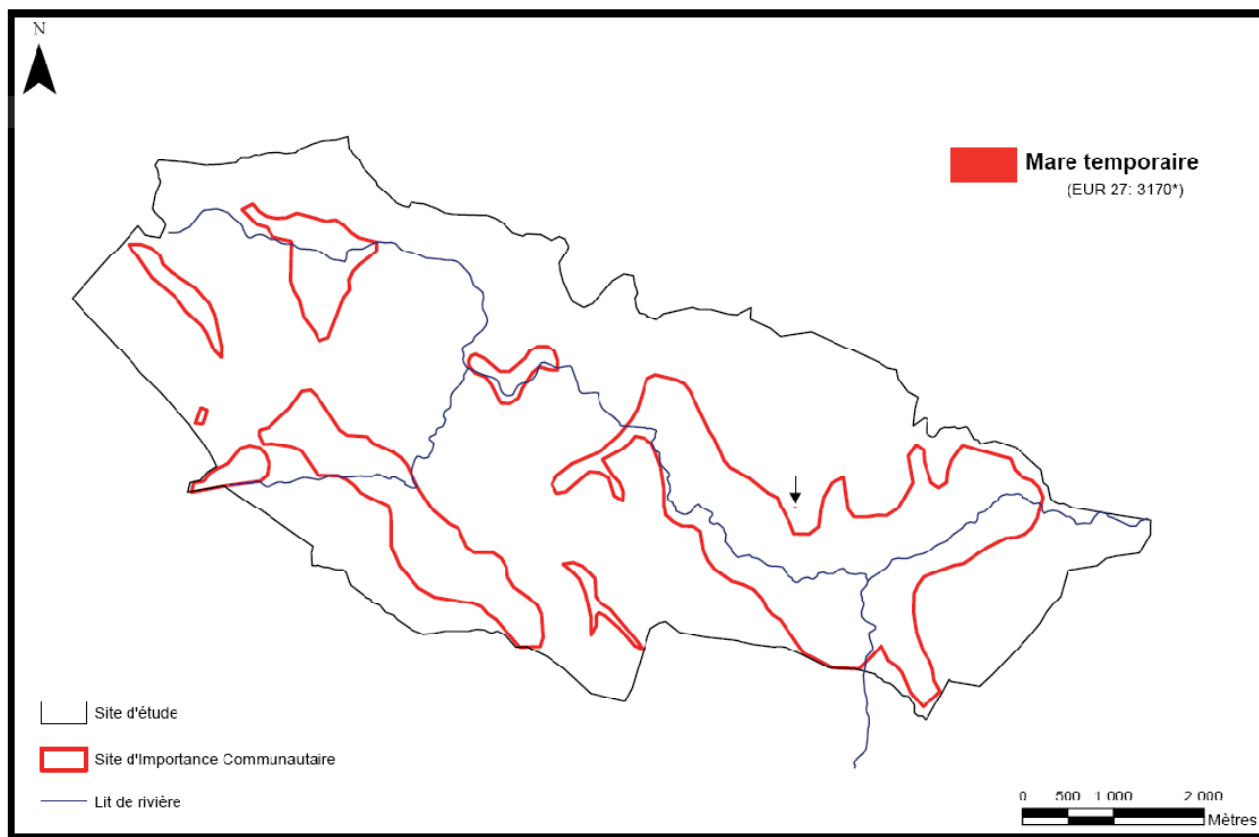 N
Mare temporaire
(EUR 27: 3170*)
Site d'étude
Site d'Importance Communautaire
Lit de rivière
0 500 1 000 2 000
Mètres